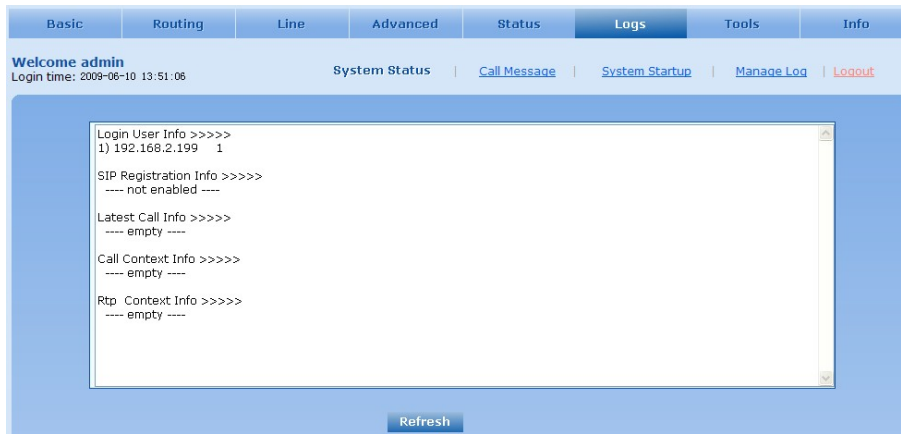 Basic Routing Line Advanced Status Logs Tools Info
Welcome admin
Login time: 2009-06-10 13:51:06
System Status | Call Message | System Startup | Manage Log | Logout
Login User Info >>>>>
1) 192.168.2.199 1
SIP Registration Info >>>>>
---- not enabled ----
Latest Call Info >>>>>
---- empty ----
Call Context Info >>>>>
---- empty ----
Rtp Context Info >>>>>
---- empty ----
Refresh